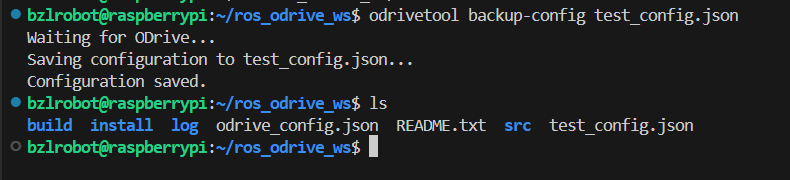 bzlrobot@raspberrypi:~/ros_odrive_ws$ odrivetool backup-config test_config.json
Waiting for ODrive...
Saving configuration to test_config.json...
Configuration saved.
bzlrobot@raspberrypi:~/ros_odrive_ws$ ls
build install log odrive_config.json README.txt src test_config.json
bzlrobot@raspberrypi:~/ros_odrive_ws$